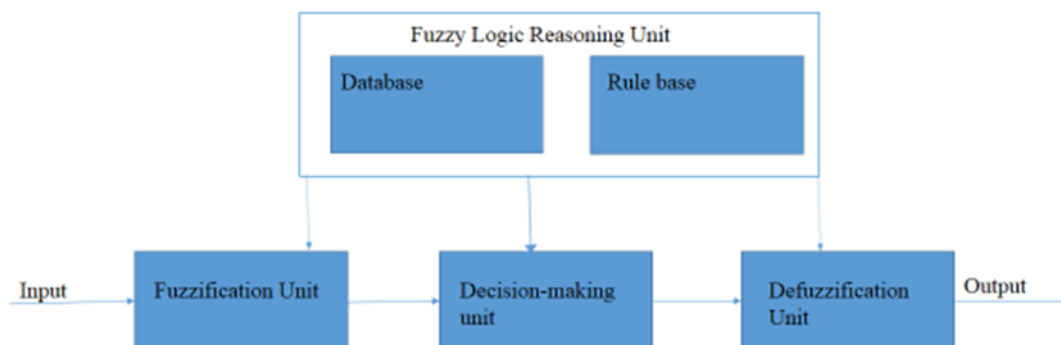 Fuzzy Logic Reasoning Unit
Database
Rule base
Input
Fuzzification Unit
Decision-making
unit
Defuzzification
Unit
Output